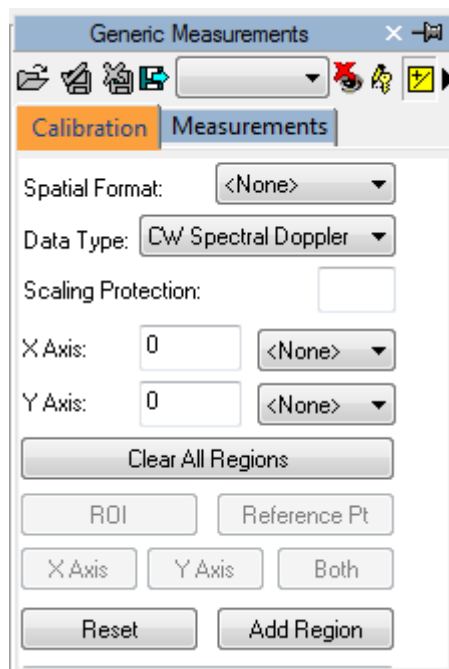 Generic Measurements
Calibration Measurements
Spatial Format: <None>
Data Type: CW Spectral Doppler
Scaling Protection:
X Axis: 0 <None>
Y Axis: 0 <None>
Clear All Regions
ROI Reference Pt
X Axis Y Axis Both
Reset Add Region